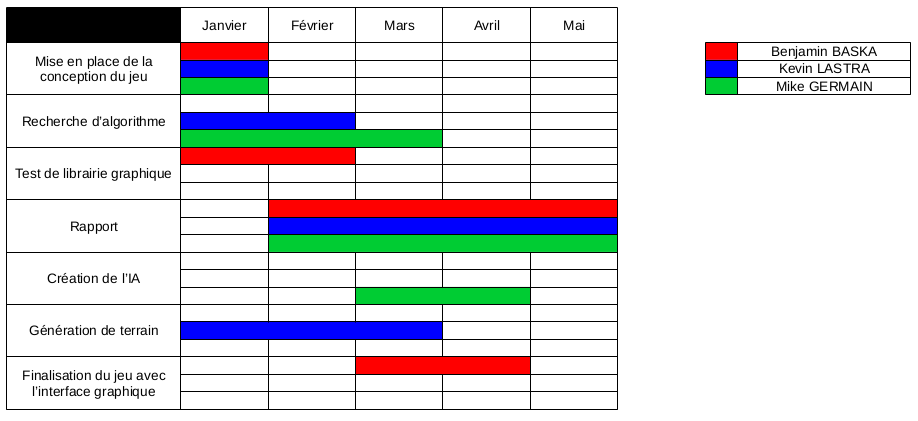 Janvier Février Mars Avril Mai
Mise en place de la
conception du jeu
Recherche d'algorithme
Test de librairie graphique
Rapport
Création de l'IA
Génération de terrain
Finalisation du jeu avec
l'interface graphique
Benjamin BASKA
Kevin LASTRA
Mike GERMAIN